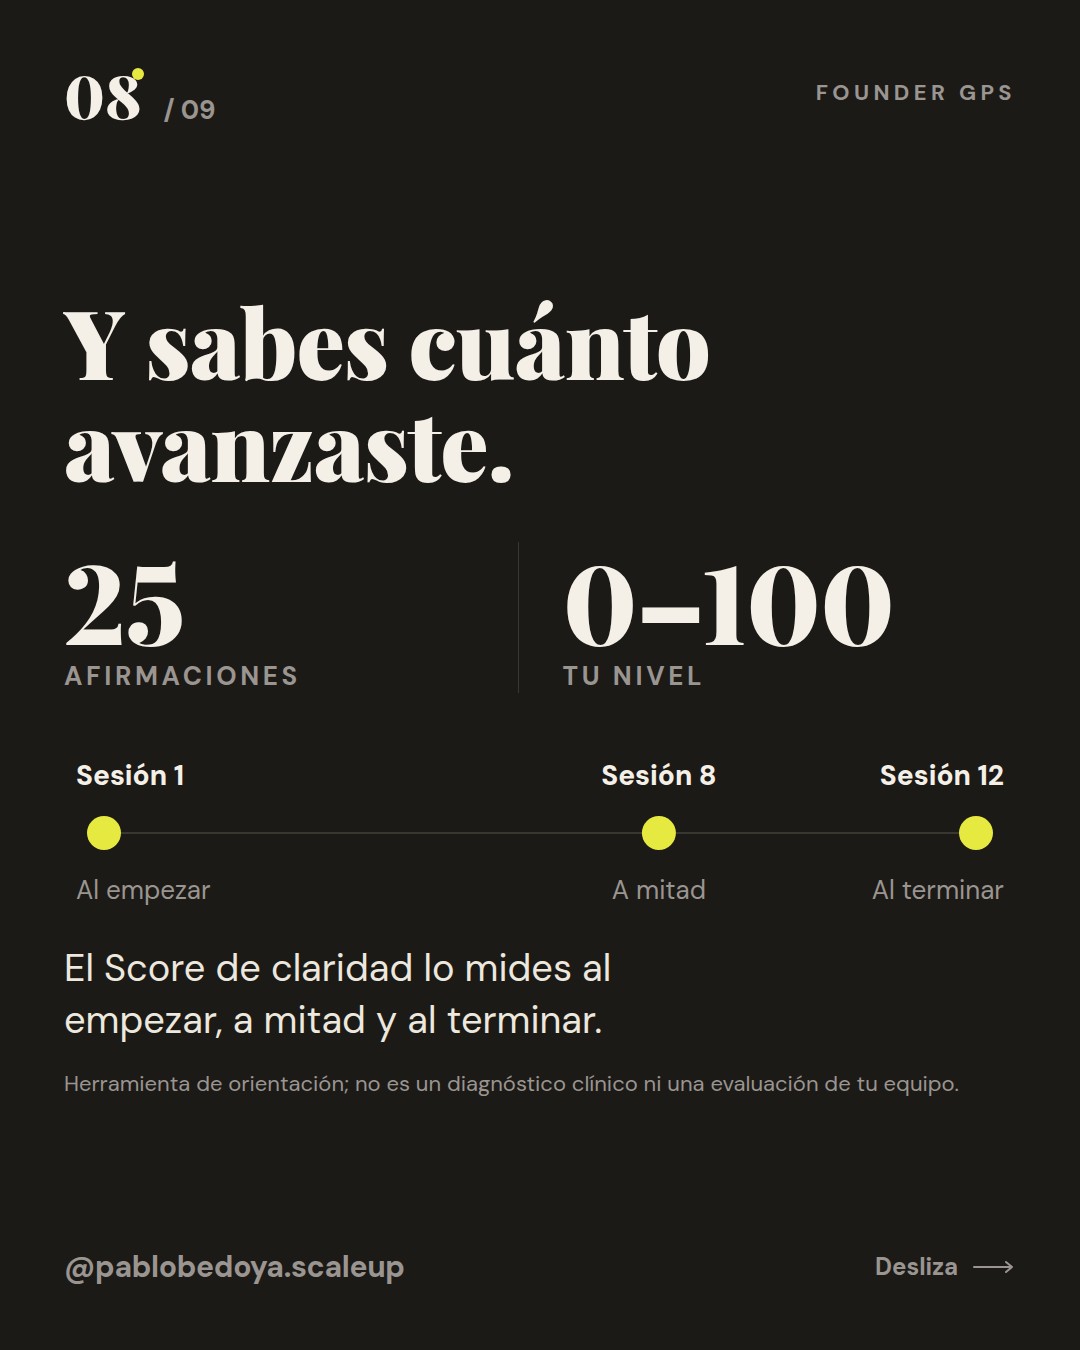 08 / 09
FOUNDER GPS
Y sabes cuánto
avanzaste.
25
AFIRMACIONES
0–100
TU NIVEL
Sesión 1
Sesión 8
Sesión 12
Al empezar
A mitad
Al terminar
El Score de claridad lo mides al
empezar, a mitad y al terminar.
Herramienta de orientación; no es un diagnóstico clínico ni una evaluación de tu equipo.
@pablobedoya.scaleup
Desliza →